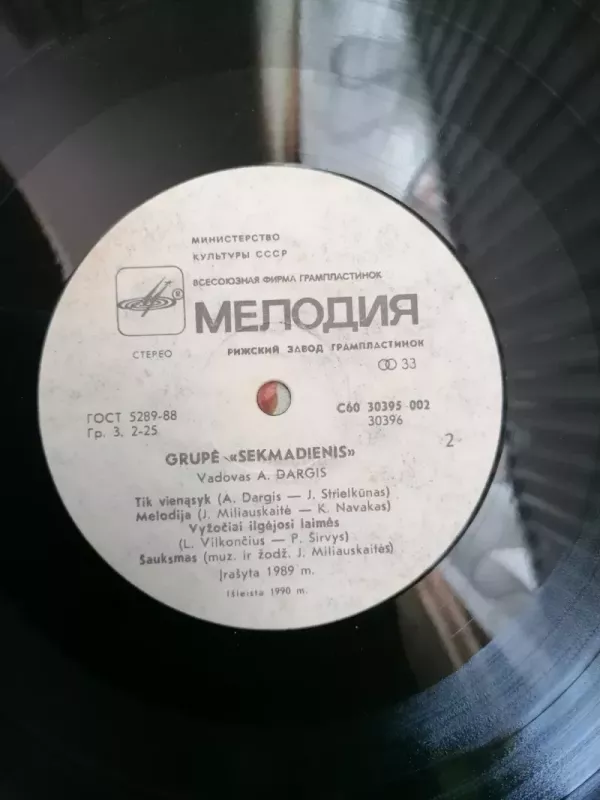 МИНИСТЕРСТВО
КУЛЬТУРЫ СССР
ВСЕСОЮЗНАЯ ФИРМА ГРАМПЛАСТИНОК
МЕЛОДИЯ
СТЕРЕО
РИЖСКИЙ ЗАВОД ГРАМПЛАСТИНОК
33
ГОСТ 5289-88
Гр. 3, 2-25
С60 30395 002
30396
2
GRUPĖ «SEKMADIENIS»
Vadovas A. DARGIS
Tik vienąsyk (A. Dargis — J. Strielkūnas)
Melodija (J. Miliauskaitė — K. Navakas)
Vyžočiai ilgėjosi laimės
(L. Vilkončius — P. Širvys)
Šauksmas (muz. ir žodž. J. Miliauskaitės)
Įrašyta 1989 m.
Išleista 1990 m.